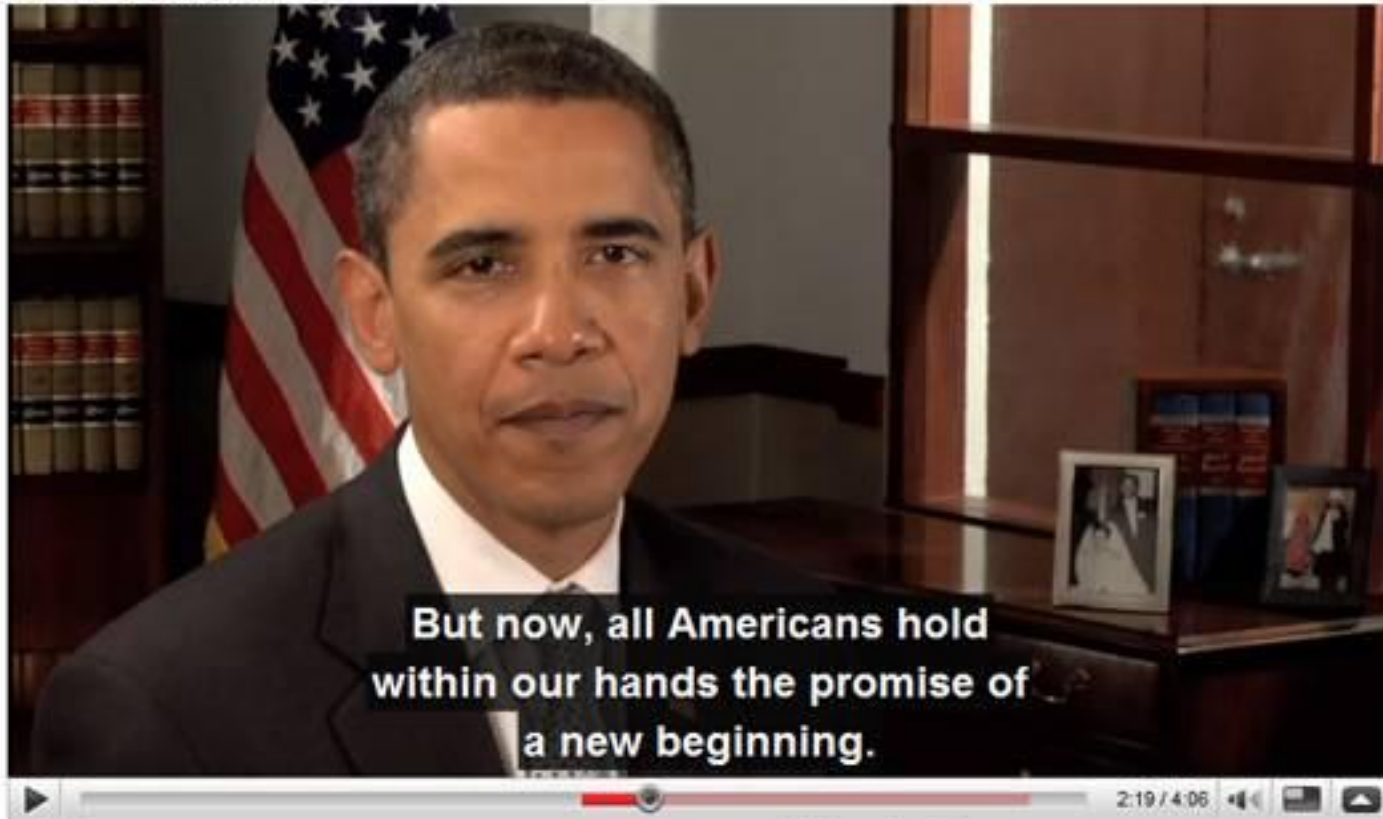 But now, all Americans hold
within our hands the promise of
a new beginning.
2:19 / 4:06